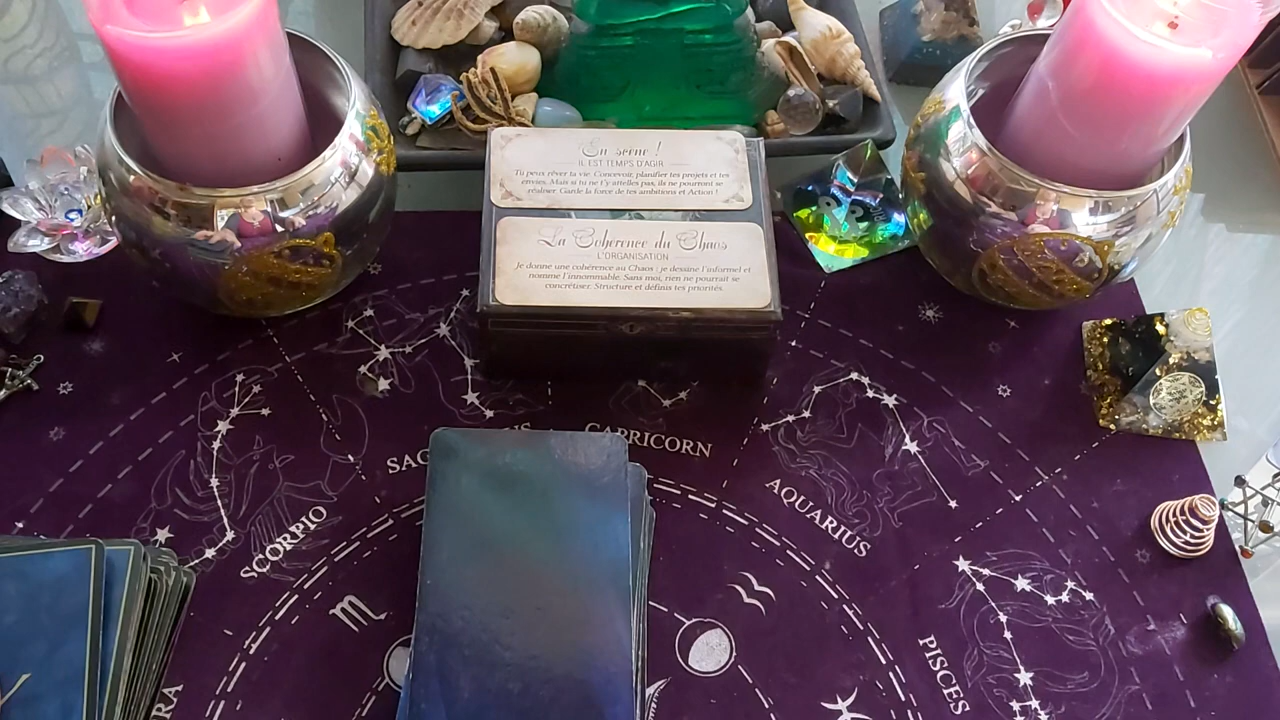 En scène !
IL EST TEMPS D'AGIR
Tu peux rêver ta vie. Concevoir, planifier tes projets et tes
envies. Mais si tu ne t'y attelles pas, ils ne pourront se
réaliser. Garde la force de tes ambitions et Action !
La Cohérence du Chaos
L'ORGANISATION
Je donne une cohérence au Chaos : je dessine l'informel et
nomme l'innommable. Sans moi, rien ne pourrait se
concrétiser. Structure et définis tes priorités.
SAG
US
CAPRICORN
SCORPIO
AQUARIUS
PISCES
RA